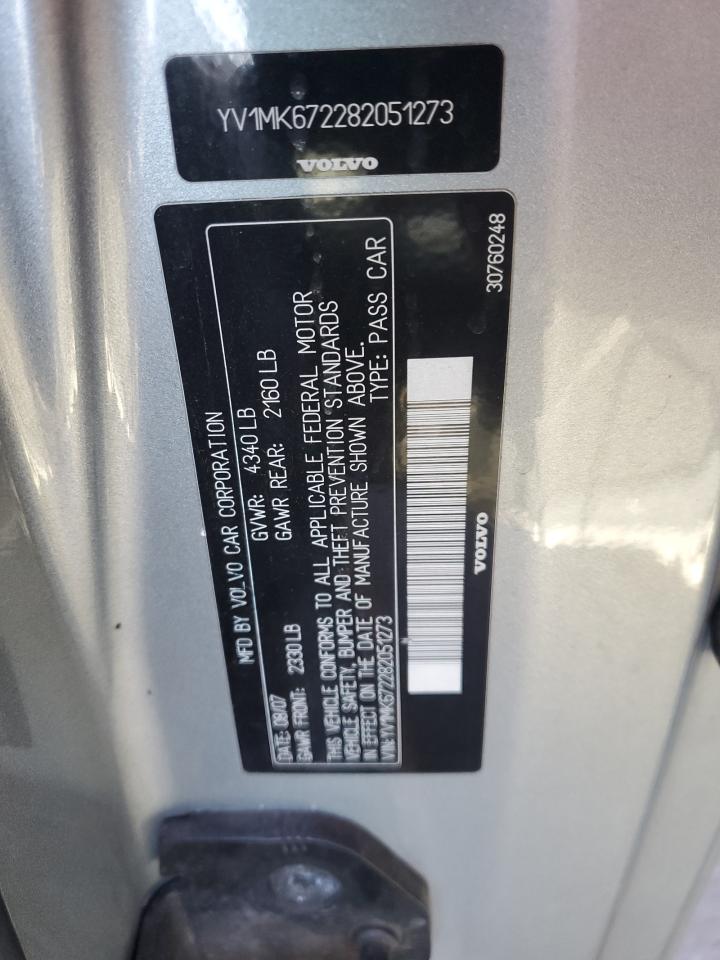 YV1MK672282051273
VOLVO
MFD BY VOLVO CAR CORPORATION
DATE: 08/07 GVWR: 4340 LB
GAWR FRONT: 2330 LB GAWR REAR: 2160 LB
THIS VEHICLE CONFORMS TO ALL APPLICABLE FEDERAL MOTOR
VEHICLE SAFETY, BUMPER AND THEFT PREVENTION STANDARDS
IN EFFECT ON THE DATE OF MANUFACTURE SHOWN ABOVE.
VIN: YV1MK672282051273 TYPE: PASS CAR
VOLVO
30760248